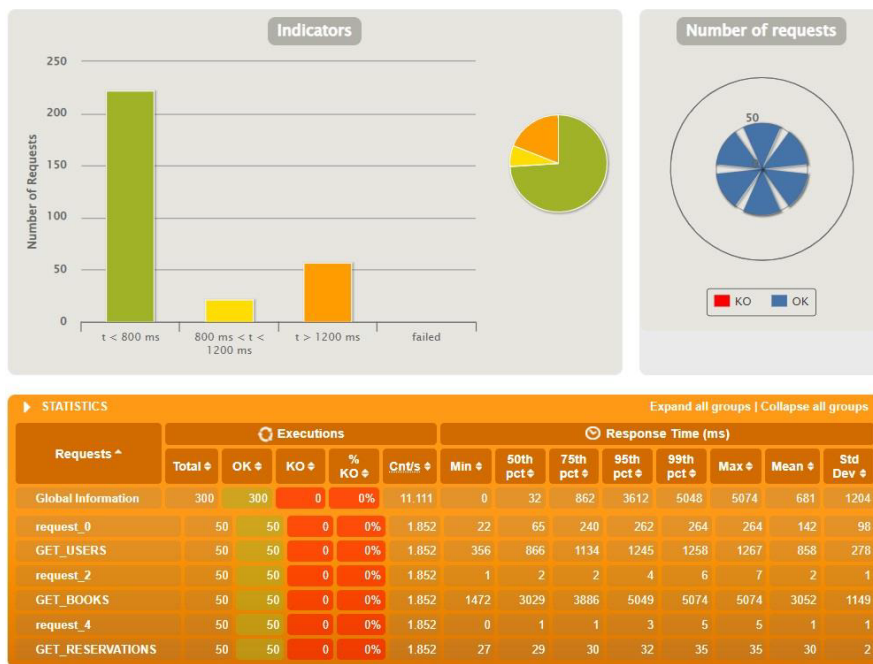 Indicators
Number of requests
250
200
150
100
50
0
Number of Requests
t < 800 ms
800 ms < t <
1200 ms
t > 1200 ms
failed
50
KO OK
STATISTICS Expand all groups | Collapse all groups
Requests Executions Response Time (ms)
Total OK KO % KO Cnt/s Min 50th pct 75th pct 95th pct 99th pct Max Mean Std Dev
Global Information 300 300 0 0% 11.111 0 32 862 3612 5048 5074 681 1204
request_0 50 50 0 0% 1.852 22 65 240 262 264 264 142 98
GET_USERS 50 50 0 0% 1.852 356 866 1134 1245 1258 1267 858 278
request_2 50 50 0 0% 1.852 1 2 2 4 6 7 2 1
GET_BOOKS 50 50 0 0% 1.852 1472 3029 3886 5049 5074 5074 3052 1149
request_4 50 50 0 0% 1.852 0 1 1 3 5 5 1 1
GET_RESERVATIONS 50 50 0 0% 1.852 27 29 30 32 35 35 30 2